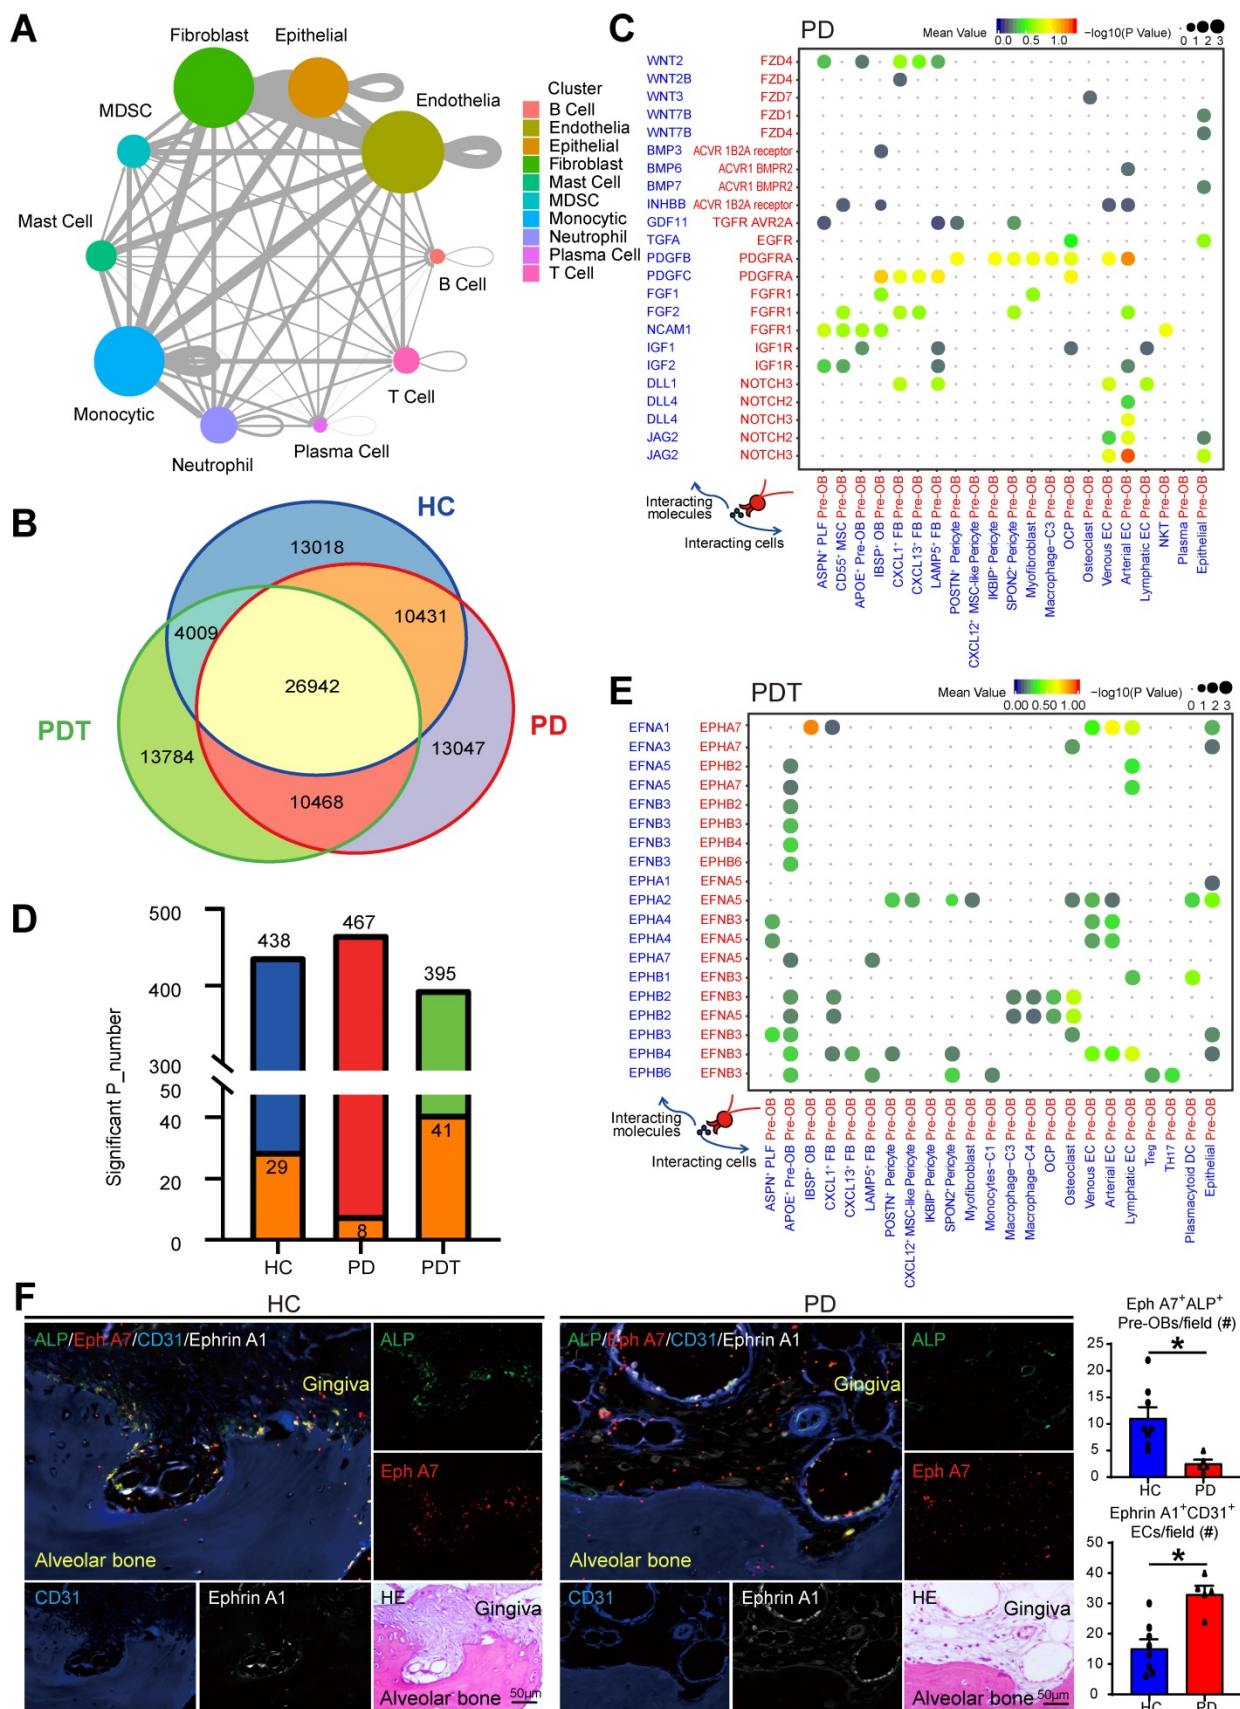 A
Fibroblast
Epithelial
MDSC
Endothelia
Mast Cell
B Cell
Monocytic
T Cell
Neutrophil
Plasma Cell
Cluster
B Cell
Endothelia
Epithelial
Fibroblast
Mast Cell
MDSC
Monocytic
Neutrophil
Plasma Cell
T Cell
B
HC
13018
4009
10431
26942
PDT
PD
13784
13047
10468
C
PD
Mean Value
0.0 0.5 1.0
−log10(P Value)
0 1 2 3
WNT2 FZD4
WNT2B FZD4
WNT3 FZD7
WNT7B FZD1
WNT7B FZD4
BMP3 ACVR 1B2A receptor
BMP6 ACVR1 BMPR2
BMP7 ACVR1 BMPR2
INHBB ACVR 1B2A receptor
GDF11 TGFR AVR2A
TGFA EGFR
PDGFB PDGFRA
PDGFC PDGFRA
FGF1 FGFR1
FGF2 FGFR1
NCAM1 FGFR1
IGF1 IGF1R
IGF2 IGF1R
DLL1 NOTCH3
DLL4 NOTCH2
DLL4 NOTCH3
JAG2 NOTCH2
JAG2 NOTCH3
Interacting
molecules
Interacting cells
ASPN⁺ PLF Pre-OB
CD55⁺ MSC Pre-OB
APOE⁺ Pre-OB Pre-OB
IBSP⁺ OB Pre-OB
CXCL1⁺ FB Pre-OB
CXCL13⁺ FB Pre-OB
LAMP5⁺ FB Pre-OB
POSTN⁺ Pericyte Pre-OB
CXCL12⁺ MSC-like Pericyte Pre-OB
IKBIP⁺ Pericyte Pre-OB
SPON2⁺ Pericyte Pre-OB
Myofibroblast Pre-OB
Macrophage−C3 Pre-OB
OCP Pre-OB
Osteoclast Pre-OB
Venous EC Pre-OB
Arterial EC Pre-OB
Lymphatic EC Pre-OB
NKT Pre-OB
Plasma Pre-OB
Epithelial Pre-OB
D
Significant P_number
500
400
300
50
40
20
0
438
467
395
29
8
41
HC
PD
PDT
E
PDT
Mean Value
0.00 0.50 1.00
−log10(P Value)
0 1 2 3
EFNA1 EPHA7
EFNA3 EPHA7
EFNA5 EPHB2
EFNA5 EPHA7
EFNB3 EPHB2
EFNB3 EPHB3
EFNB3 EPHB4
EFNB3 EPHB6
EPHA1 EFNA5
EPHA2 EFNA5
EPHA4 EFNB3
EPHA4 EFNA5
EPHA7 EFNA5
EPHB1 EFNB3
EPHB2 EFNB3
EPHB2 EFNA5
EPHB3 EFNB3
EPHB4 EFNB3
EPHB6 EFNB3
Interacting
molecules
Interacting cells
ASPN⁺ PLF Pre-OB
APOE⁺ Pre-OB Pre-OB
IBSP⁺ OB Pre-OB
CXCL1⁺ FB Pre-OB
CXCL13⁺ FB Pre-OB
LAMP5⁺ FB Pre-OB
POSTN⁺ Pericyte Pre-OB
CXCL12⁺ MSC-like Pericyte Pre-OB
IKBIP⁺ Pericyte Pre-OB
SPON2⁺ Pericyte Pre-OB
Myofibroblast Pre-OB
Monocytes−C1 Pre-OB
Macrophage−C3 Pre-OB
Macrophage−C4 Pre-OB
OCP Pre-OB
Osteoclast Pre-OB
Venous EC Pre-OB
Arterial EC Pre-OB
Lymphatic EC Pre-OB
Treg Pre-OB
TH17 Pre-OB
Plasmacytoid DC Pre-OB
Epithelial Pre-OB
F
HC
ALP/Eph A7/CD31/Ephrin A1
Gingiva
Alveolar bone
ALP
Eph A7
CD31
Ephrin A1
HE
Gingiva
Alveolar bone
50μm
PD
ALP/Eph A7/CD31/Ephrin A1
Gingiva
Alveolar bone
ALP
Eph A7
CD31
Ephrin A1
HE
Gingiva
Alveolar bone
50μm
Eph A7⁺ALP⁺
Pre-OBs/field (#)
25
20
15
10
5
0
*
HC
PD
Ephrin A1⁺CD31⁺
ECs/field (#)
50
40
30
20
10
0
*
HC
PD